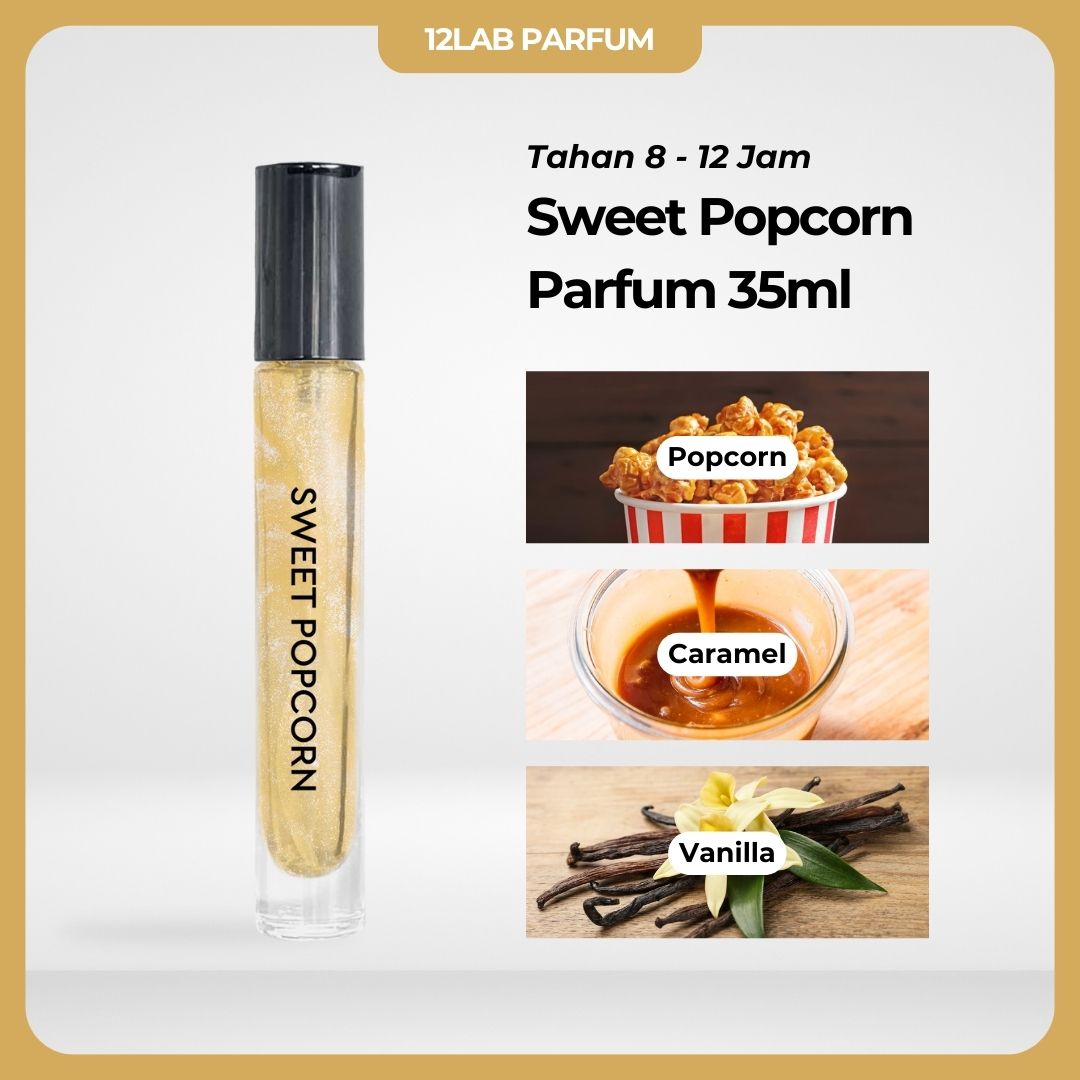 12LAB PARFUM
Tahan 8 - 12 Jam
Sweet Popcorn
Parfum 35ml
SWEET POPCORN
Popcorn
Caramel
Vanilla